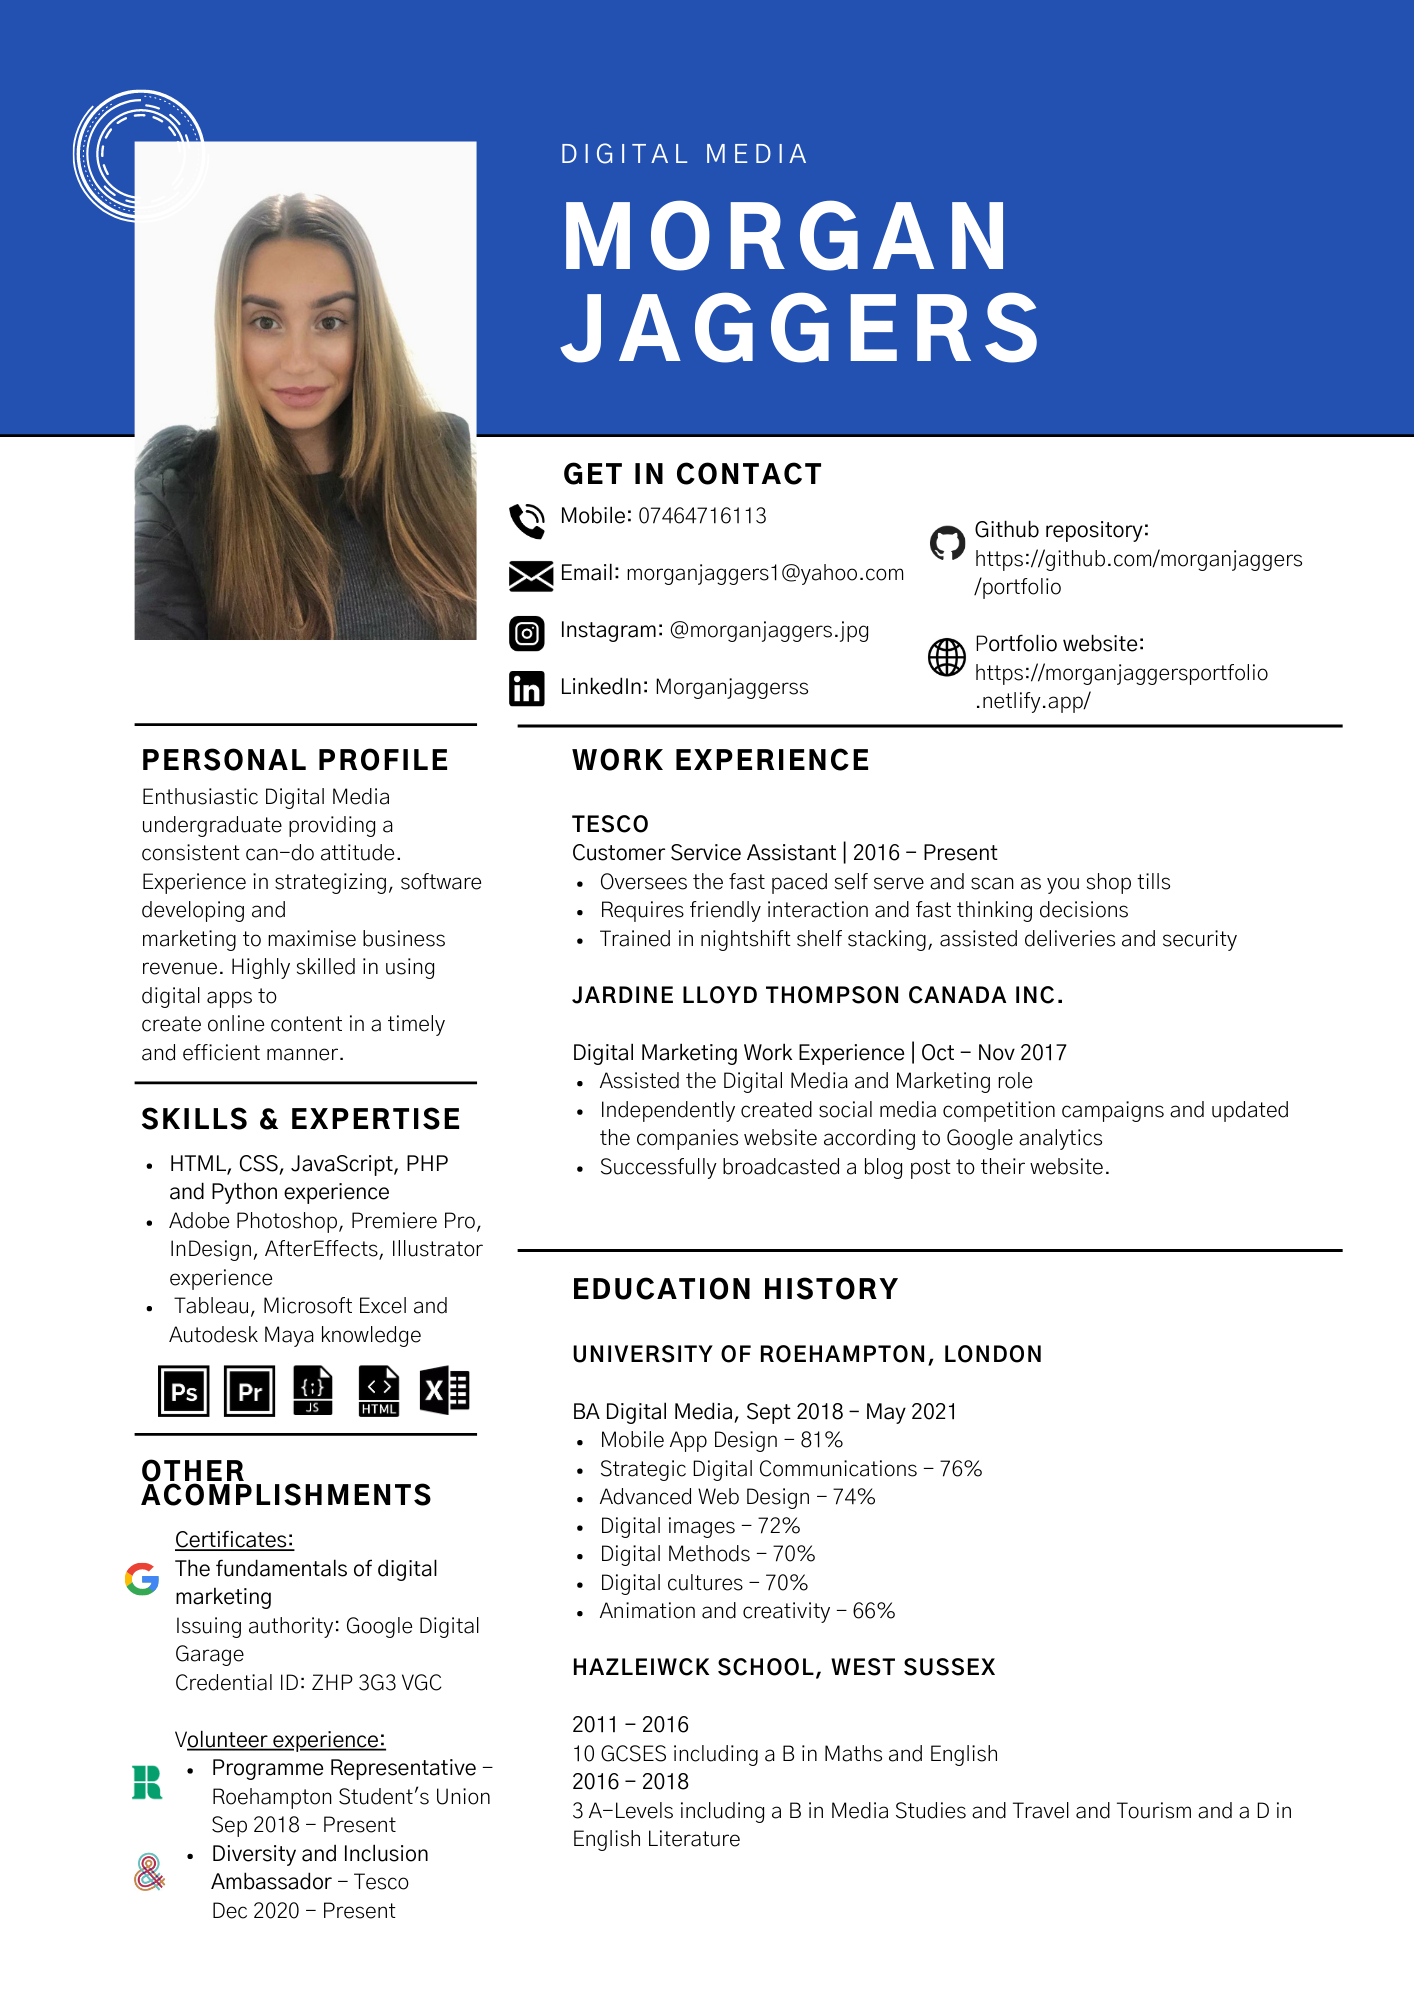 DIGITAL MEDIA
MORGAN
JAGGERS
GET IN CONTACT
Mobile: 07464716113
Email: morganjaggers1@yahoo.com
Instagram: @morganjaggers.jpg
in
LinkedIn: Morganjaggerss
Github repository:
https://github.com/morganjaggers
/portfolio
Portfolio website:
https://morganjaggersportfolio
.netlify.app/
PERSONAL PROFILE
Enthusiastic Digital Media
undergraduate providing a
consistent can-do attitude.
Experience in strategizing, software
developing and
marketing to maximise business
revenue. Highly skilled in using
digital apps to
create online content in a timely
and efficient manner.
SKILLS & EXPERTISE
• HTML, CSS, JavaScript, PHP
and Python experience
• Adobe Photoshop, Premiere Pro,
InDesign, AfterEffects, Illustrator
experience
• Tableau, Microsoft Excel and
Autodesk Maya knowledge
Ps Pr {;} JS <> HTML X
OTHER
ACOMPLISHMENTS
Certificates:
The fundamentals of digital
marketing
Issuing authority: Google Digital
Garage
Credential ID: ZHP 3G3 VGC
Volunteer experience:
• Programme Representative -
Roehampton Student's Union
Sep 2018 - Present
• Diversity and Inclusion
Ambassador - Tesco
Dec 2020 - Present
WORK EXPERIENCE
TESCO
Customer Service Assistant | 2016 - Present
• Oversees the fast paced self serve and scan as you shop tills
• Requires friendly interaction and fast thinking decisions
• Trained in nightshift shelf stacking, assisted deliveries and security
JARDINE LLOYD THOMPSON CANADA INC.
Digital Marketing Work Experience | Oct - Nov 2017
• Assisted the Digital Media and Marketing role
• Independently created social media competition campaigns and updated
the companies website according to Google analytics
• Successfully broadcasted a blog post to their website.
EDUCATION HISTORY
UNIVERSITY OF ROEHAMPTON, LONDON
BA Digital Media, Sept 2018 - May 2021
• Mobile App Design - 81%
• Strategic Digital Communications - 76%
• Advanced Web Design - 74%
• Digital images - 72%
• Digital Methods - 70%
• Digital cultures - 70%
• Animation and creativity - 66%
HAZLEIWCK SCHOOL, WEST SUSSEX
2011 - 2016
10 GCSES including a B in Maths and English
2016 - 2018
3 A-Levels including a B in Media Studies and Travel and Tourism and a D in
English Literature